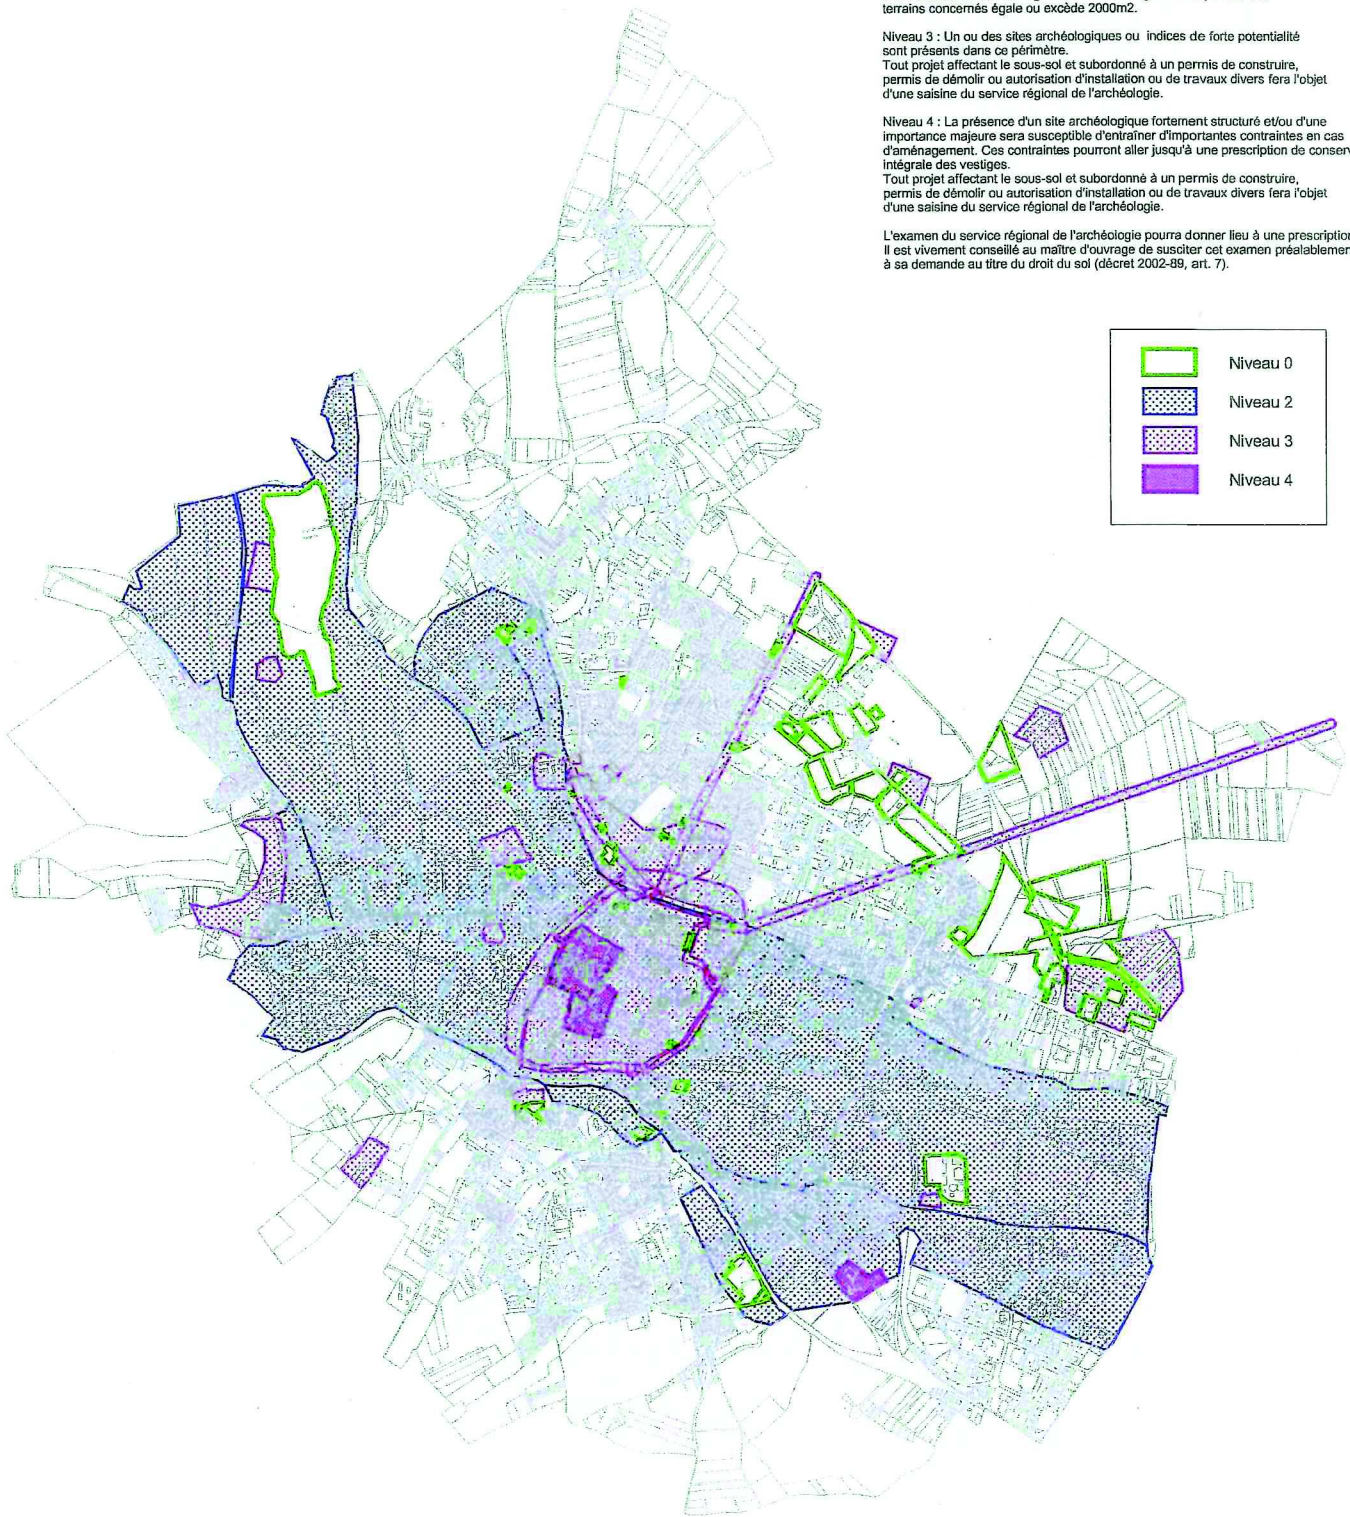 terrains concernés égale ou excède 2000m2.
Niveau 3 : Un ou des sites archéologiques ou indices de forte potentialité
sont présents dans ce périmètre.
Tout projet affectant le sous-sol et subordonné à un permis de construire,
permis de démolir ou autorisation d'installation ou de travaux divers fera l'objet
d'une saisine du service régional de l'archéologie.
Niveau 4 : La présence d'un site archéologique fortement structuré et/ou d'une
importance majeure sera susceptible d'entraîner d'importantes contraintes en cas
d'aménagement. Ces contraintes pourront aller jusqu'à une prescription de conser
intégrale des vestiges.
Tout projet affectant le sous-sol et subordonné à un permis de construire,
permis de démolir ou autorisation d'installation ou de travaux divers fera l'objet
d'une saisine du service régional de l'archéologie.
L'examen du service régional de l'archéologie pourra donner lieu à une prescription
Il est vivement conseillé au maître d'ouvrage de susciter cet examen préalablemen
à sa demande au titre du droit du sol (décret 2002-89, art. 7).
Niveau 0
Niveau 2
Niveau 3
Niveau 4